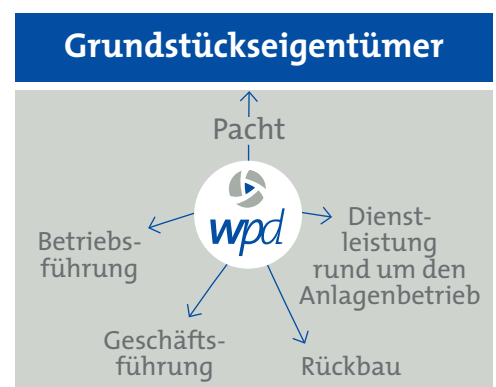 Grundstückseigentümer
Pacht
wpd
Betriebs-
führung
Dienst-
leistung
rund um den
Anlagenbetrieb
Geschäfts-
führung
Rückbau